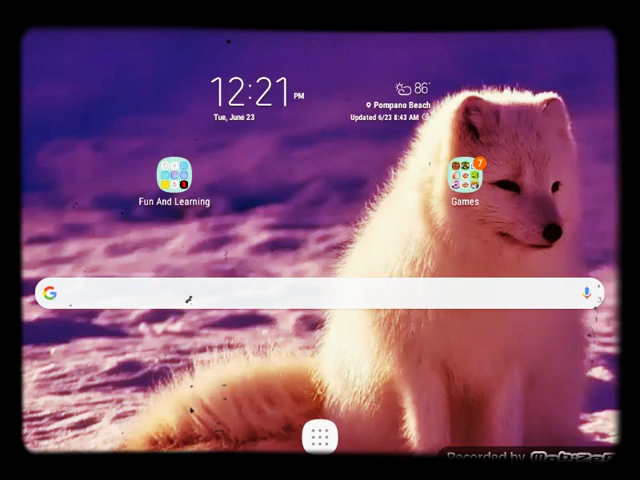 12:21 PM
Tue, June 23
86°
Pompano Beach
Updated 6/23 8:43 AM
Fun And Learning
7
Games
G
Recorded by Mobizen